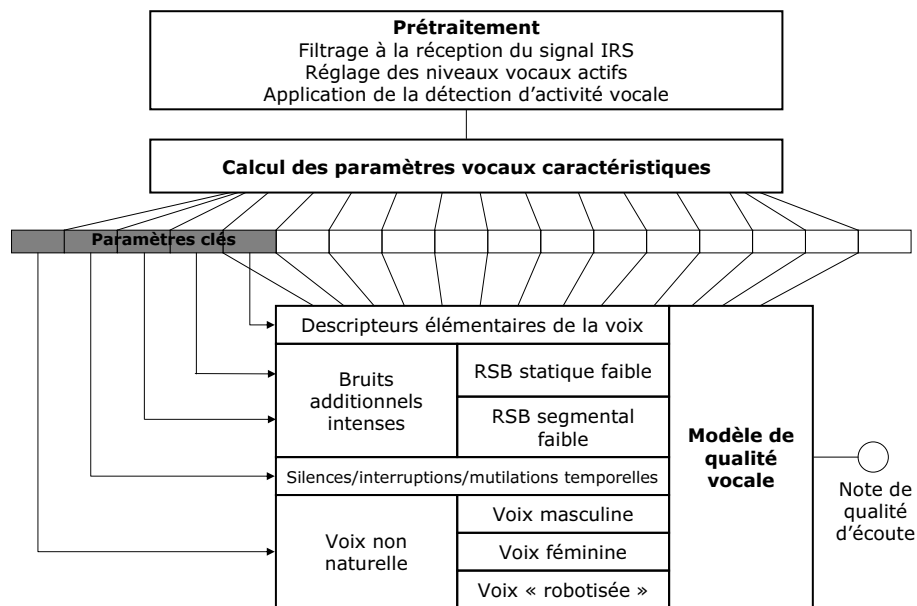 Prétraitement
Filtrage à la réception du signal IRS
Réglage des niveaux vocaux actifs
Application de la détection d'activité vocale
Calcul des paramètres vocaux caractéristiques
Paramètres clés
Descripteurs élémentaires de la voix
Bruits
additionnels
intenses
RSB statique faible
RSB segmental
faible
Silences/interruptions/mutilations temporelles
Voix non
naturelle
Voix masculine
Voix féminine
Voix « robotisée »
Modèle de
qualité
vocale
Note de
qualité
d'écoute